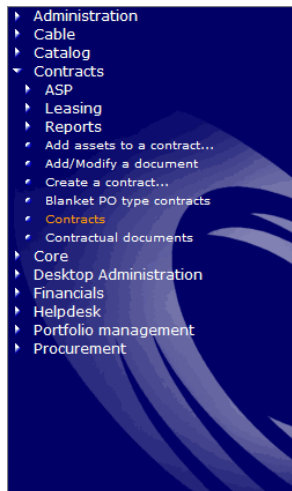 Administration
Cable
Catalog
Contracts
ASP
Leasing
Reports
Add assets to a contract...
Add/Modify a document
Create a contract...
Blanket PO type contracts
Contracts
Contractual documents
Core
Desktop Administration
Financials
Helpdesk
Portfolio management
Procurement